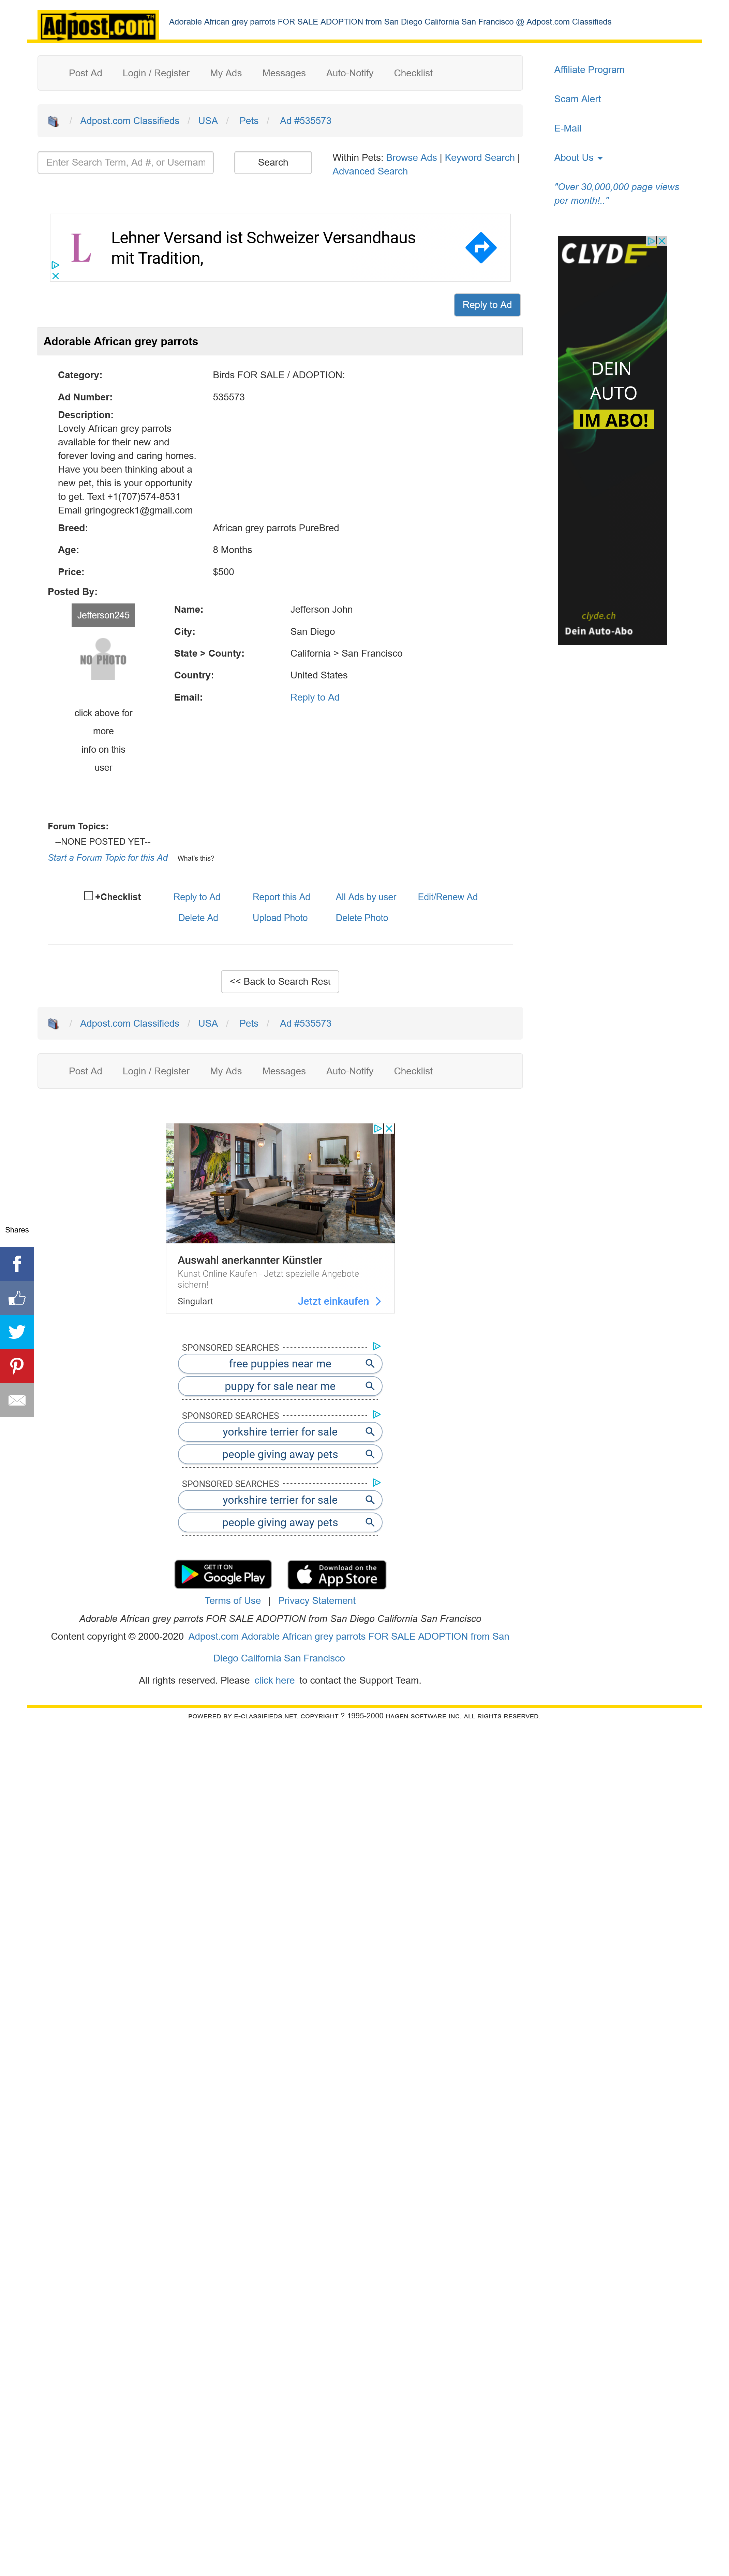 Adpost.com TM
Adorable African grey parrots FOR SALE ADOPTION from San Diego California San Francisco @ Adpost.com Classifieds
Post Ad Login / Register My Ads Messages Auto-Notify Checklist
/ Adpost.com Classifieds / USA / Pets / Ad #535573
Enter Search Term, Ad #, or Usernam
Search
Within Pets: Browse Ads | Keyword Search |
Advanced Search
Affiliate Program
Scam Alert
E-Mail
About Us
"Over 30,000,000 page views
per month!.."
L
Lehner Versand ist Schweizer Versandhaus
mit Tradition,
CLYDE
DEIN
AUTO
IM ABO!
clyde.ch
Dein Auto-Abo
Reply to Ad
Adorable African grey parrots
Category: Birds FOR SALE / ADOPTION:
Ad Number: 535573
Description:
Lovely African grey parrots
available for their new and
forever loving and caring homes.
Have you been thinking about a
new pet, this is your opportunity
to get. Text +1(707)574-8531
Email gringogreck1@gmail.com
Breed: African grey parrots PureBred
Age: 8 Months
Price: $500
Posted By:
Jefferson245
NO PHOTO
click above for
more
info on this
user
Name: Jefferson John
City: San Diego
State > County: California > San Francisco
Country: United States
Email: Reply to Ad
Forum Topics:
--NONE POSTED YET--
Start a Forum Topic for this Ad What's this?
+Checklist Reply to Ad Report this Ad All Ads by user Edit/Renew Ad
Delete Ad Upload Photo Delete Photo
<< Back to Search Resu
/ Adpost.com Classifieds / USA / Pets / Ad #535573
Post Ad Login / Register My Ads Messages Auto-Notify Checklist
Shares
Auswahl anerkannter Künstler
Kunst Online Kaufen - Jetzt spezielle Angebote
sichern!
Singulart Jetzt einkaufen
SPONSORED SEARCHES
free puppies near me
puppy for sale near me
SPONSORED SEARCHES
yorkshire terrier for sale
people giving away pets
SPONSORED SEARCHES
yorkshire terrier for sale
people giving away pets
GET IT ON
Google Play
Download on the
App Store
Terms of Use | Privacy Statement
Adorable African grey parrots FOR SALE ADOPTION from San Diego California San Francisco
Content copyright © 2000-2020 Adpost.com Adorable African grey parrots FOR SALE ADOPTION from San
Diego California San Francisco
All rights reserved. Please click here to contact the Support Team.
POWERED BY E-CLASSIFIEDS.NET. COPYRIGHT ? 1995-2000 HAGEN SOFTWARE INC. ALL RIGHTS RESERVED.